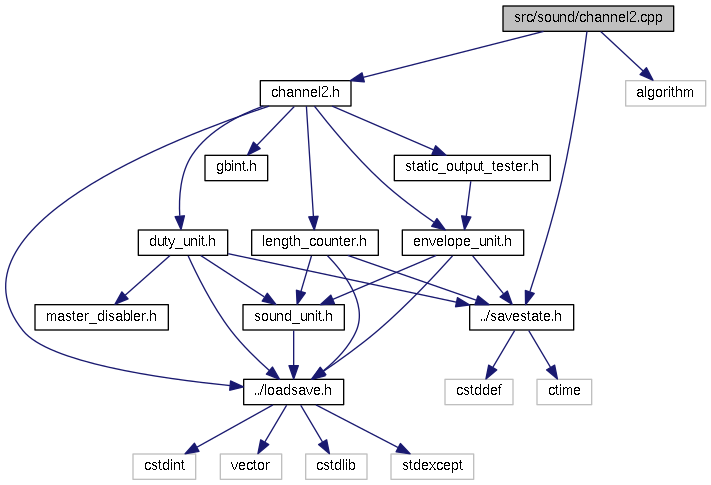 src/sound/channel2.cpp
channel2.h
algorithm
gbint.h
static_output_tester.h
duty_unit.h
length_counter.h
envelope_unit.h
master_disabler.h
sound_unit.h
../savestate.h
../loadsave.h
cstddef
ctime
cstdint
vector
cstdlib
stdexcept